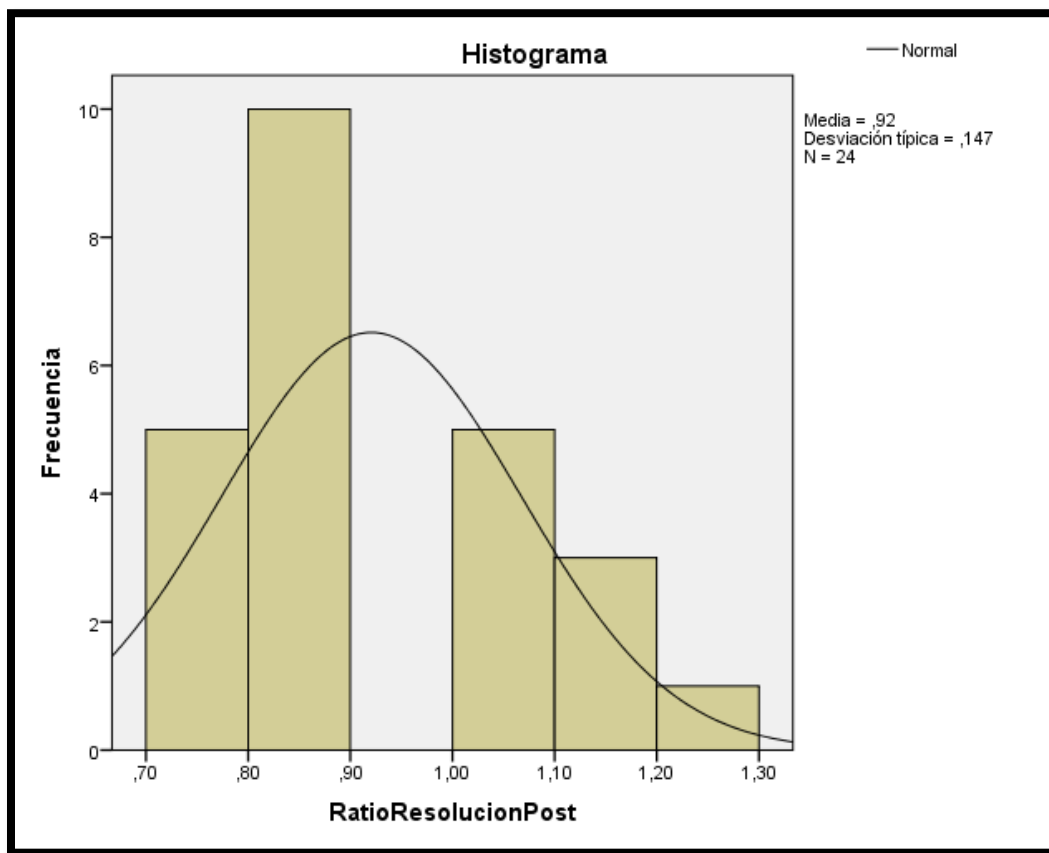 Histograma
Normal
Media = ,92
Desviación típica = ,147
N = 24
Frecuencia
10
8
6
4
2
0
,70 ,80 ,90 1,00 1,10 1,20 1,30
RatioResolucionPost